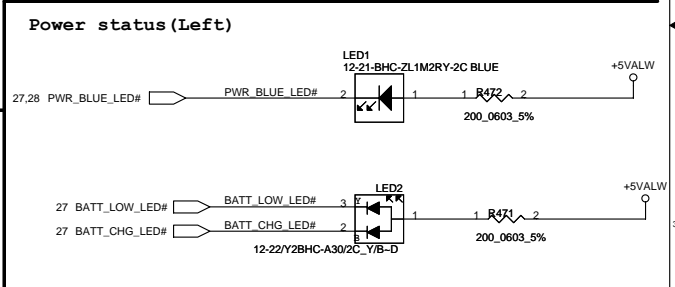 Power status(Left)
LED1
12-21-BHC-ZL1M2RY-2C BLUE
+5VALW
27,28 PWR_BLUE_LED# PWR_BLUE_LED# 2 1 1 R472 2
200_0603_5%
LED2
+5VALW
27 BATT_LOW_LED# BATT_LOW_LED# 3 Y
1 1 R471 2
27 BATT_CHG_LED# BATT_CHG_LED# 2 B
200_0603_5%
12-22/Y2BHC-A30/2C_Y/B~D
3